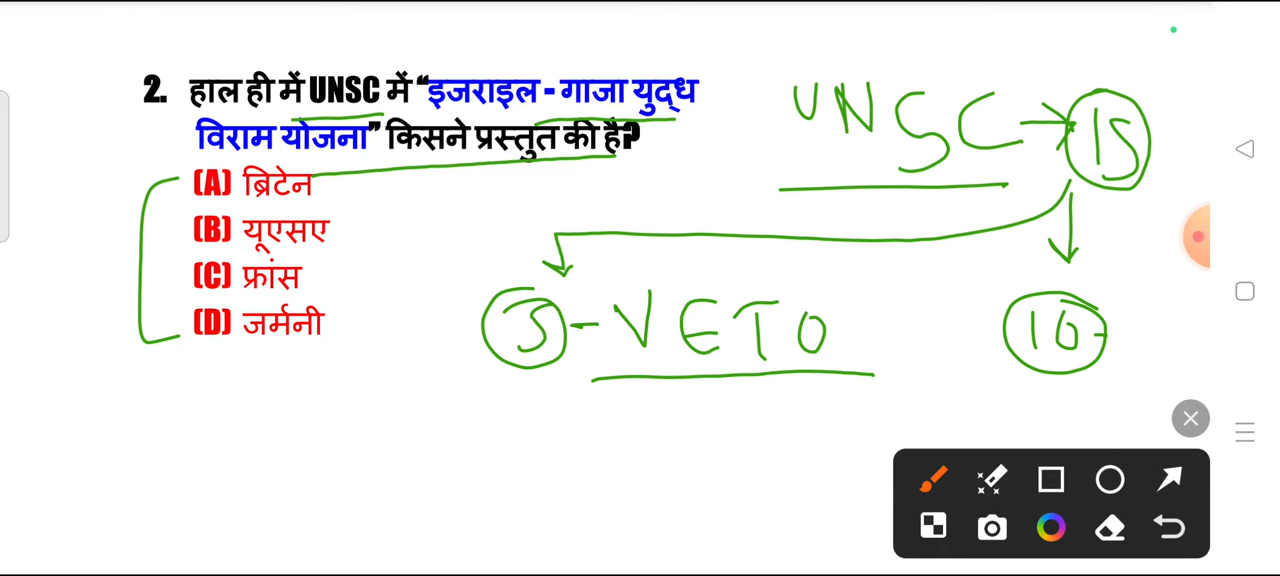 2. हाल ही में UNSC में “इजराइल - गाजा युद्ध
विराम योजना” किसने प्रस्तुत की है?
(A) ब्रिटेन
(B) यूएसए
(C) फ्रांस
(D) जर्मनी
UNSC → 15
5 - VETO
10